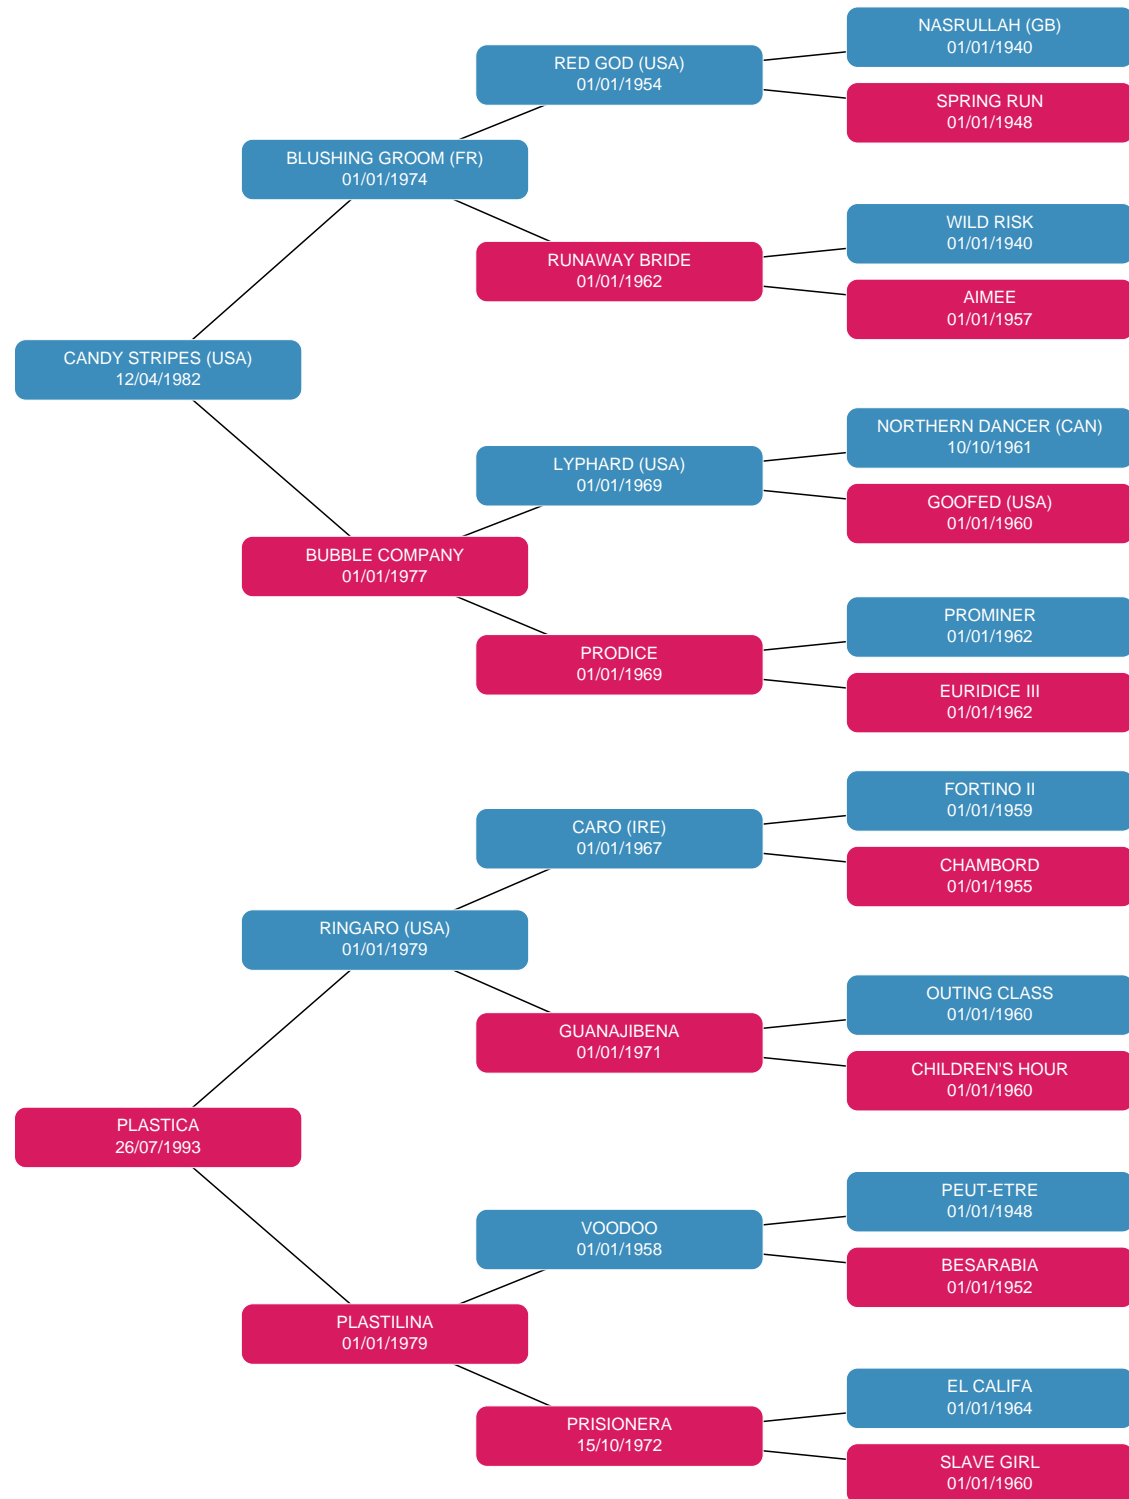 NASRULLAH (GB)
01/01/1940
RED GOD (USA)
01/01/1954
SPRING RUN
01/01/1948
BLUSHING GROOM (FR)
01/01/1974
WILD RISK
01/01/1940
RUNAWAY BRIDE
01/01/1962
AIMEE
01/01/1957
CANDY STRIPES (USA)
12/04/1982
NORTHERN DANCER (CAN)
10/10/1961
LYPHARD (USA)
01/01/1969
GOOFED (USA)
01/01/1960
BUBBLE COMPANY
01/01/1977
PROMINER
01/01/1962
PRODICE
01/01/1969
EURIDICE III
01/01/1962
FORTINO II
01/01/1959
CARO (IRE)
01/01/1967
CHAMBORD
01/01/1955
RINGARO (USA)
01/01/1979
OUTING CLASS
01/01/1960
GUANAJIBENA
01/01/1971
CHILDREN'S HOUR
01/01/1960
PLASTICA
26/07/1993
PEUT-ETRE
01/01/1948
VOODOO
01/01/1958
BESARABIA
01/01/1952
PLASTILINA
01/01/1979
EL CALIFA
01/01/1964
PRISIONERA
15/10/1972
SLAVE GIRL
01/01/1960